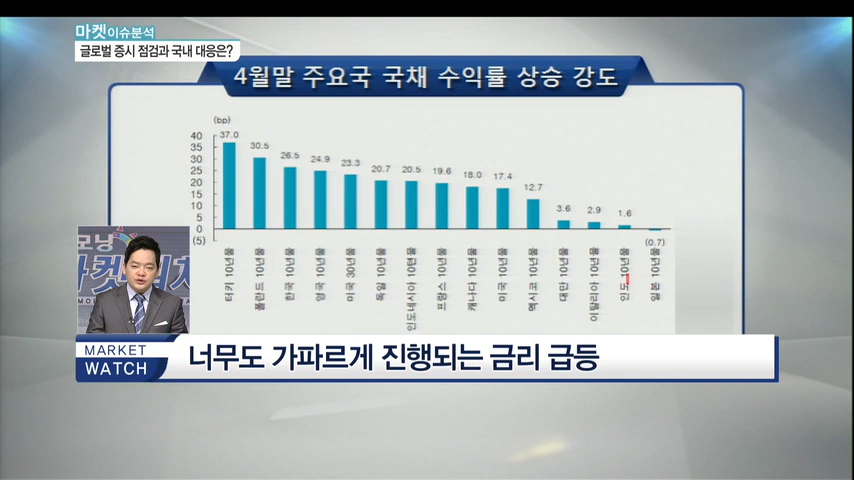 마켓이슈분석
글로벌 증시 점검과 국내 대응은?
4월말 주요국 국채 수익률 상승 강도
(bp)
40
35
30
25
20
15
10
5
0
(5)
37.0
30.5
26.5
24.9
23.3
20.7
20.5
19.6
18.0
17.4
12.7
3.6
2.9
1.6
(0.7)
터키 10년물
폴란드 10년물
한국 10년물
영국 10년물
미국 30년물
독일 10년물
인도네시아 10년물
프랑스 10년물
캐나다 10년물
미국 10년물
멕시코 10년물
대만 10년물
이탈리아 10년물
인도 10년물
일본 10년물
모닝
MARKET
WATCH
너무도 가파르게 진행되는 금리 급등